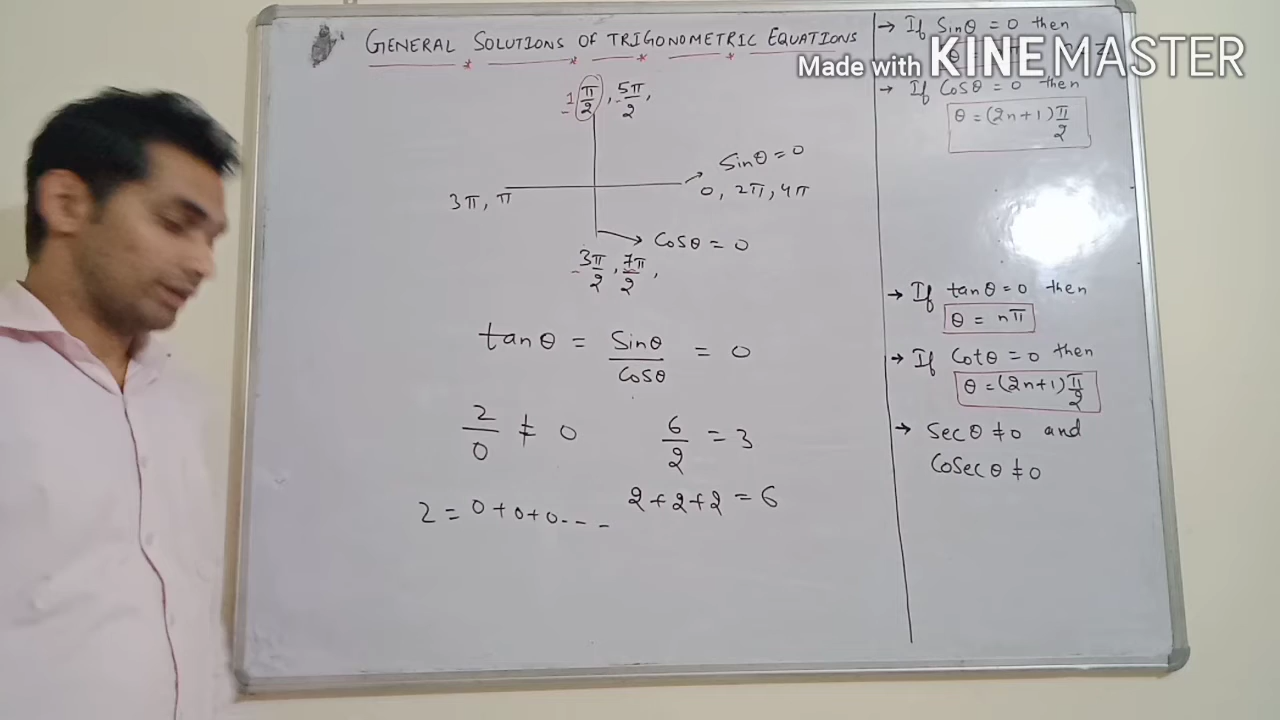 GENERAL SOLUTIONS OF TRIGONOMETRIC EQUATIONS
1 π/2, 5π/2,
Sinθ = 0
3π, π
0, 2π, 4π
Cosθ = 0
3π/2, 7π/2,
tanθ = Sinθ/Cosθ = 0
2/0 ≠ 0
6/2 = 3
2 = 0+0+0---
2+2+2 = 6
→ If Sinθ = 0 then
Made with KINEMASTER
→ If Cosθ = 0 then
θ = (2n+1)π/2
→ If tanθ = 0 then
θ = nπ
→ If Cotθ = 0 then
θ = (2n+1)π/2
→ Secθ ≠ 0 and
Cosecθ ≠ 0